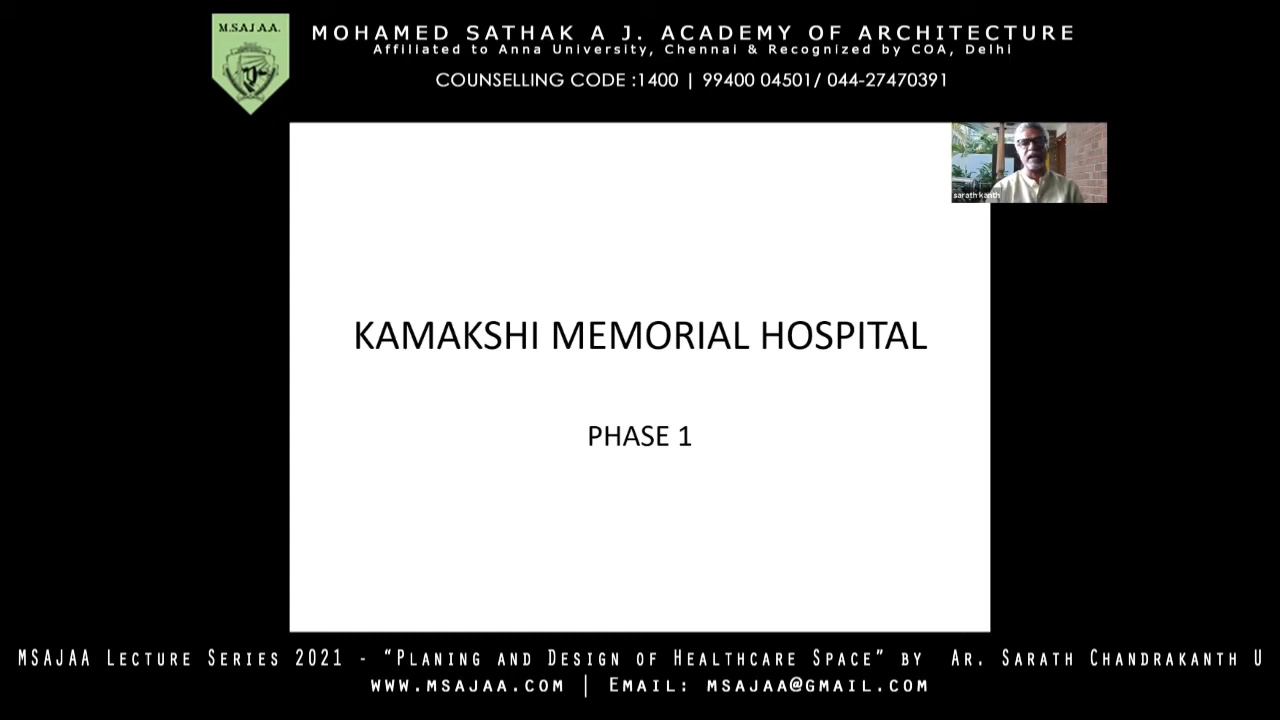 M.SAJ.AA.
MOHAMED SATHAK A J. ACADEMY OF ARCHITECTURE
Affiliated to Anna University, Chennai & Recognized by COA, Delhi
COUNSELLING CODE :1400 | 99400 04501/ 044-27470391
sarath kanth
KAMAKSHI MEMORIAL HOSPITAL
PHASE 1
MSAJAA Lecture Series 2021 - “Planing and Design of Healthcare Space” by Ar. Sarath Chandrakanth U
www.msajaa.com | Email: msajaa@gmail.com